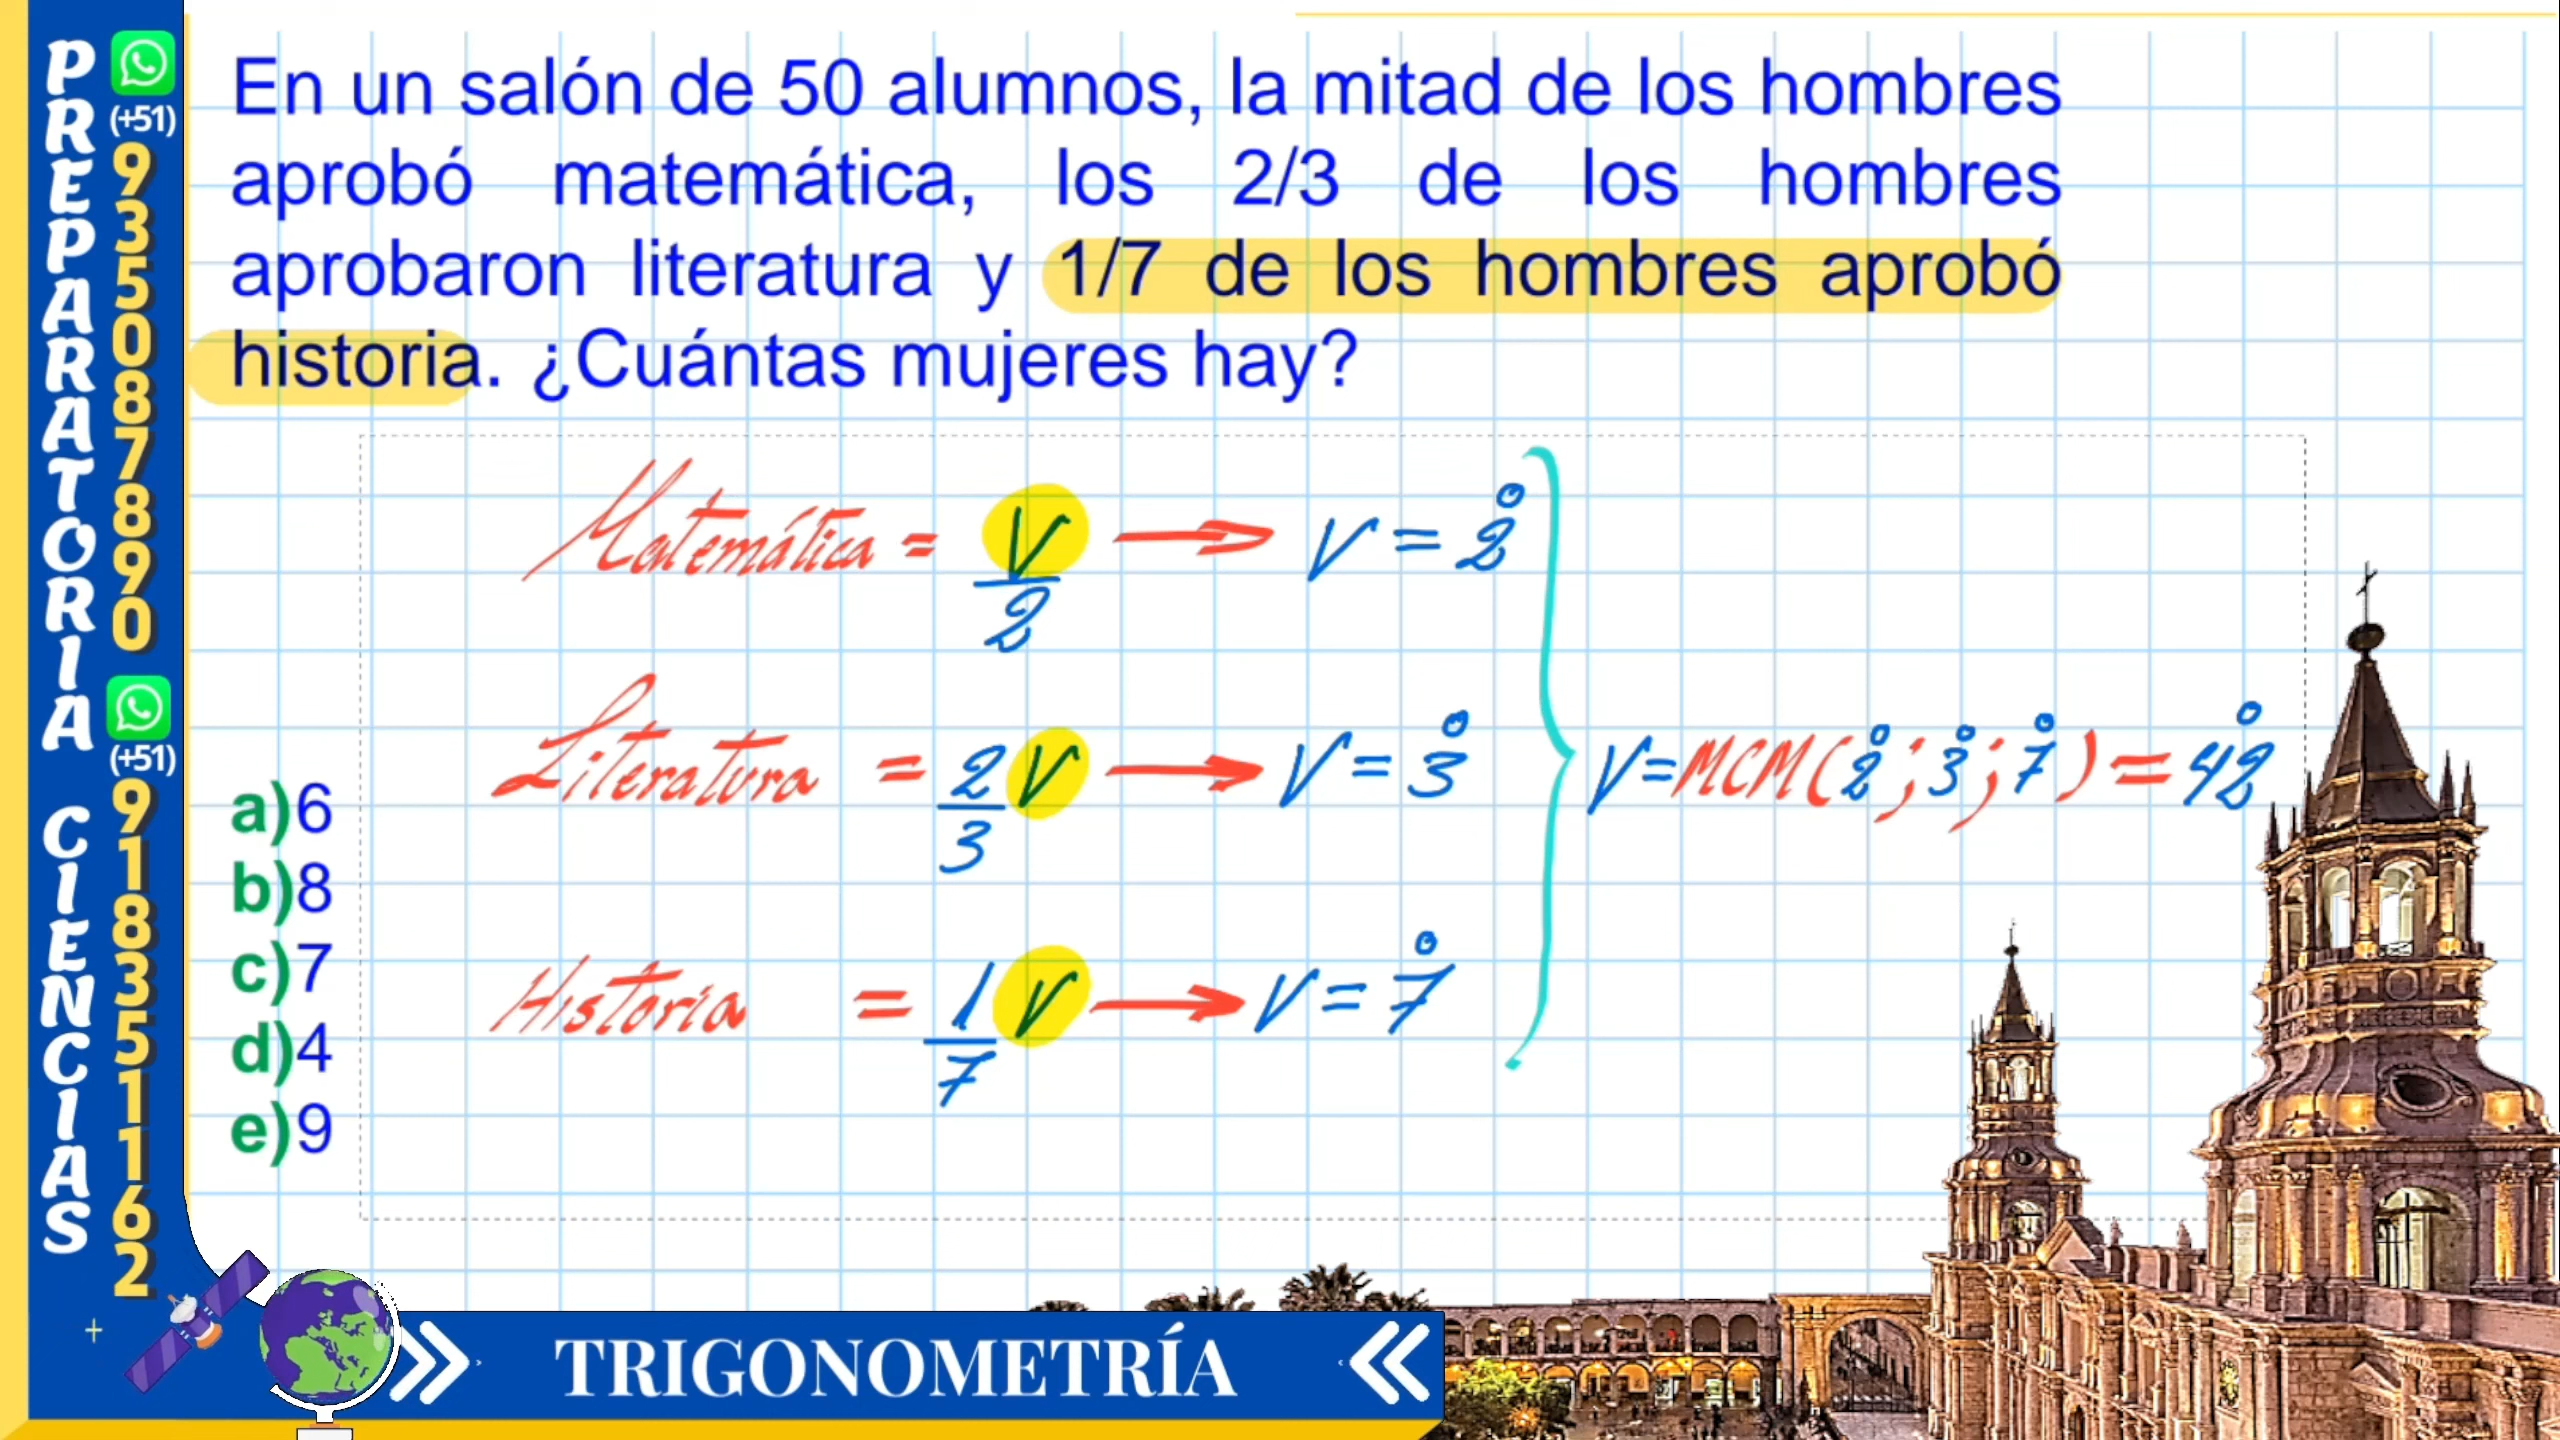 PREPARATORIA CIENCIAS
(+51)
935087890
(+51)
918351162
En un salón de 50 alumnos, la mitad de los hombres
aprobó matemática, los 2/3 de los hombres
aprobaron literatura y 1/7 de los hombres aprobó
historia. ¿Cuántas mujeres hay?
Matemática = V/2 → V = 2̊
Literatura = 2/3 V → V = 3̊
V = MCM(2̊; 3̊; 7̊) = 42̊
Historia = 1/7 V → V = 7̊
a)6
b)8
c)7
d)4
e)9
TRIGONOMETRÍA